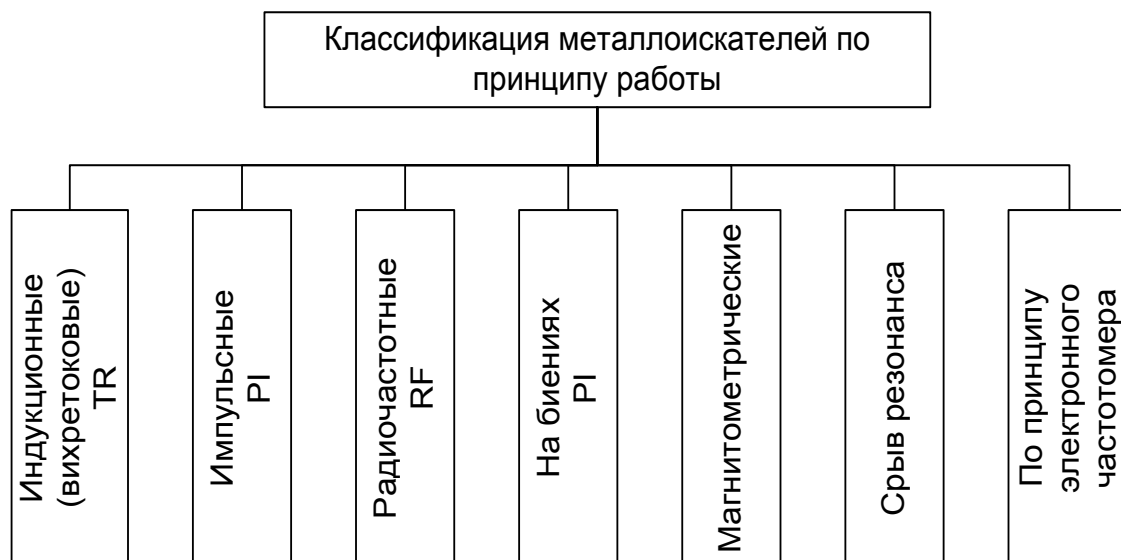 Классификация металлоискателей по
принципу работы
Индукционные
(вихретоковые)
TR
Импульсные
PI
Радиочастотные
RF
На биениях
PI
Магнитометрические
Срыв резонанса
По принципу
электронного
частотомера